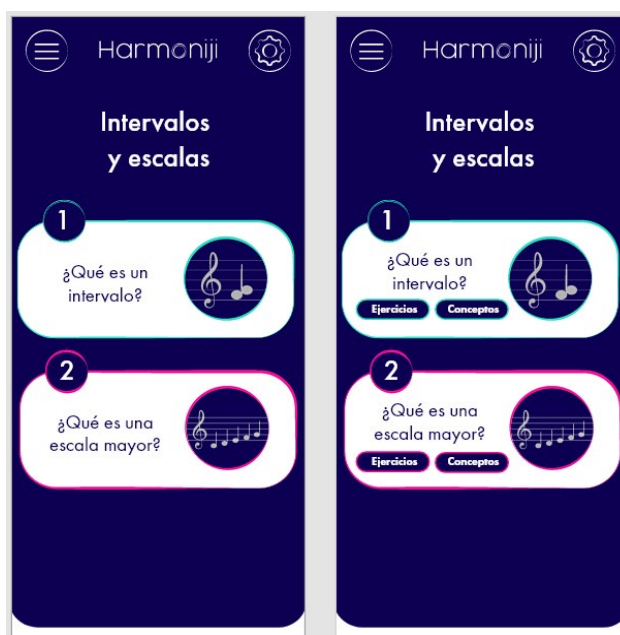 Harmoniji
Intervalos
y escalas
1
¿Qué es un
intervalo?
2
¿Qué es una
escala mayor?
Harmoniji
Intervalos
y escalas
1
¿Qué es un
intervalo?
Ejercicios Conceptos
2
¿Qué es una
escala mayor?
Ejercicios Conceptos